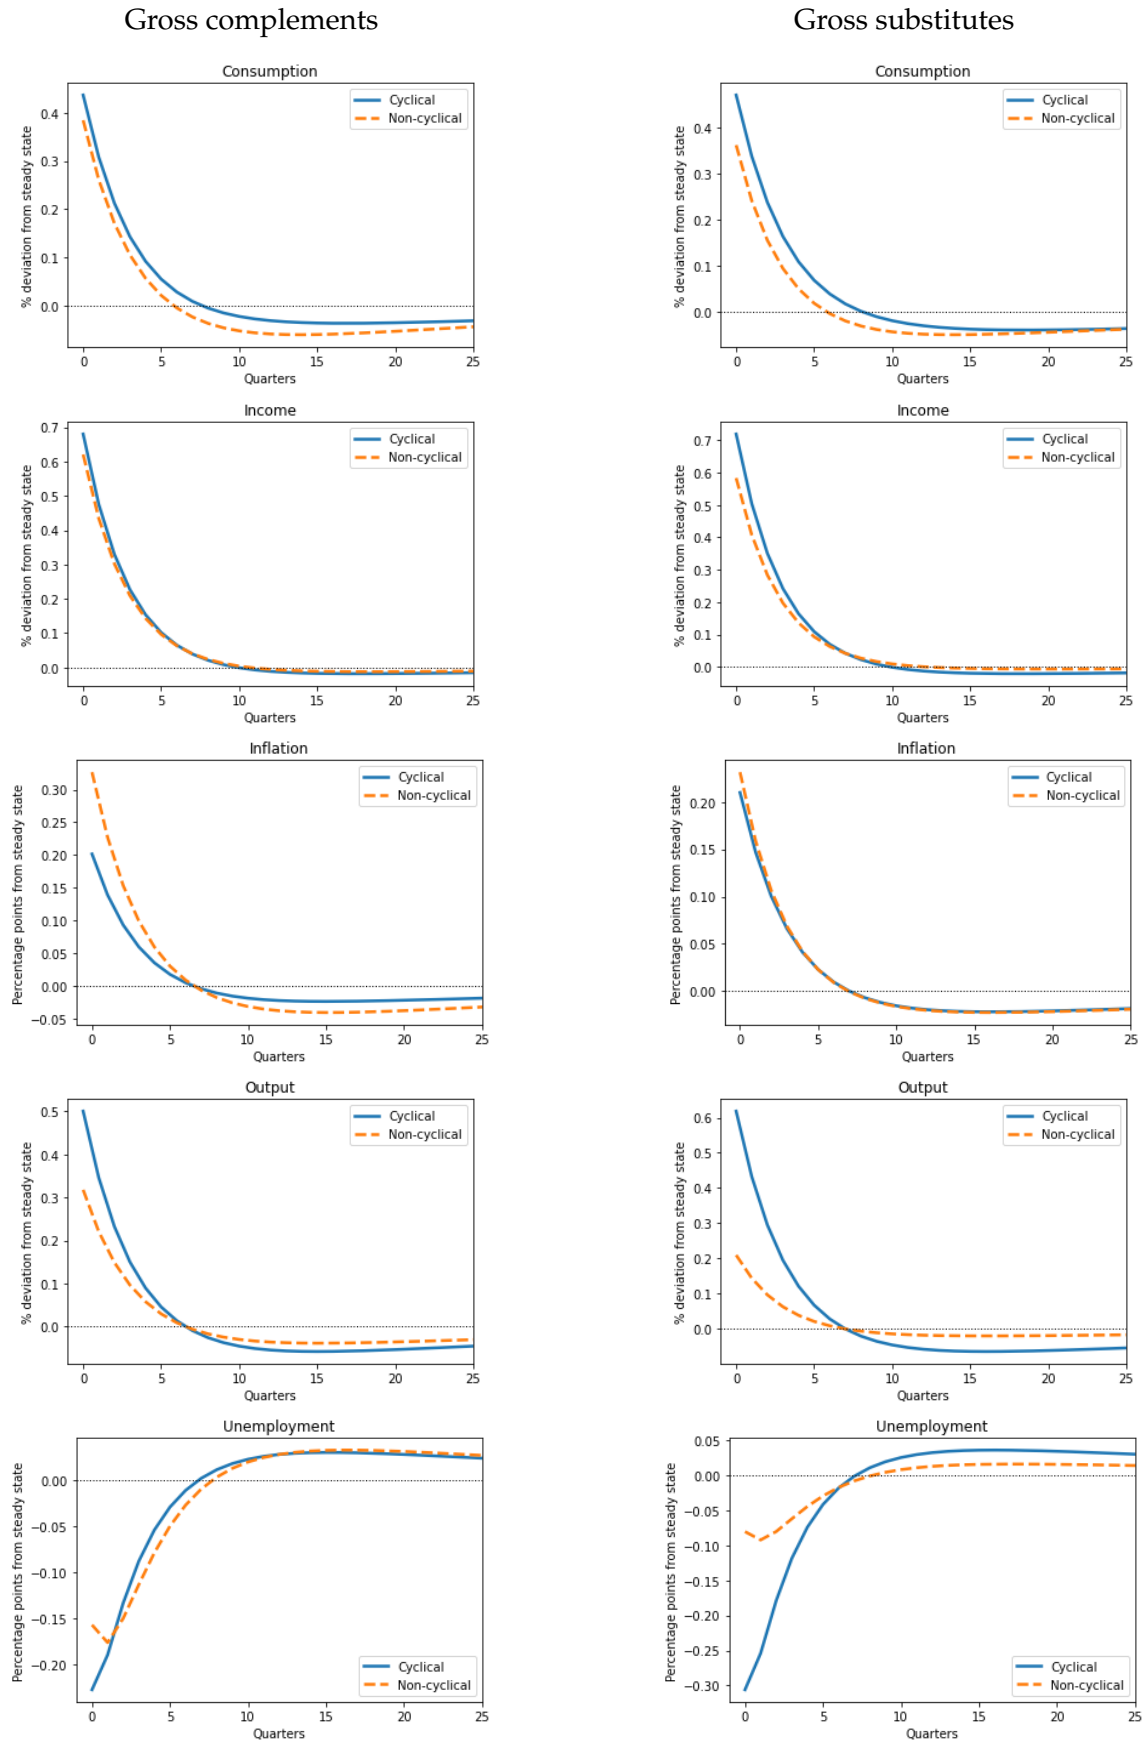 Gross complements
Gross substitutes
Consumption
% deviation from steady state
0.4
0.3
0.2
0.1
0.0
Cyclical
Non-cyclical
0 5 10 15 20 25
Quarters
Consumption
% deviation from steady state
0.4
0.3
0.2
0.1
0.0
Cyclical
Non-cyclical
0 5 10 15 20 25
Quarters
Income
% deviation from steady state
0.7
0.6
0.5
0.4
0.3
0.2
0.1
0.0
Cyclical
Non-cyclical
0 5 10 15 20 25
Quarters
Income
% deviation from steady state
0.7
0.6
0.5
0.4
0.3
0.2
0.1
0.0
Cyclical
Non-cyclical
0 5 10 15 20 25
Quarters
Inflation
Percentage points from steady state
0.30
0.25
0.20
0.15
0.10
0.05
0.00
−0.05
Cyclical
Non-cyclical
0 5 10 15 20 25
Quarters
Inflation
Percentage points from steady state
0.20
0.15
0.10
0.05
0.00
Cyclical
Non-cyclical
0 5 10 15 20 25
Quarters
Output
% deviation from steady state
0.5
0.4
0.3
0.2
0.1
0.0
Cyclical
Non-cyclical
0 5 10 15 20 25
Quarters
Output
% deviation from steady state
0.6
0.5
0.4
0.3
0.2
0.1
0.0
Cyclical
Non-cyclical
0 5 10 15 20 25
Quarters
Unemployment
Percentage points from steady state
0.00
−0.05
−0.10
−0.15
−0.20
Cyclical
Non-cyclical
0 5 10 15 20 25
Quarters
Unemployment
Percentage points from steady state
0.05
0.00
−0.05
−0.10
−0.15
−0.20
−0.25
−0.30
Cyclical
Non-cyclical
0 5 10 15 20 25
Quarters